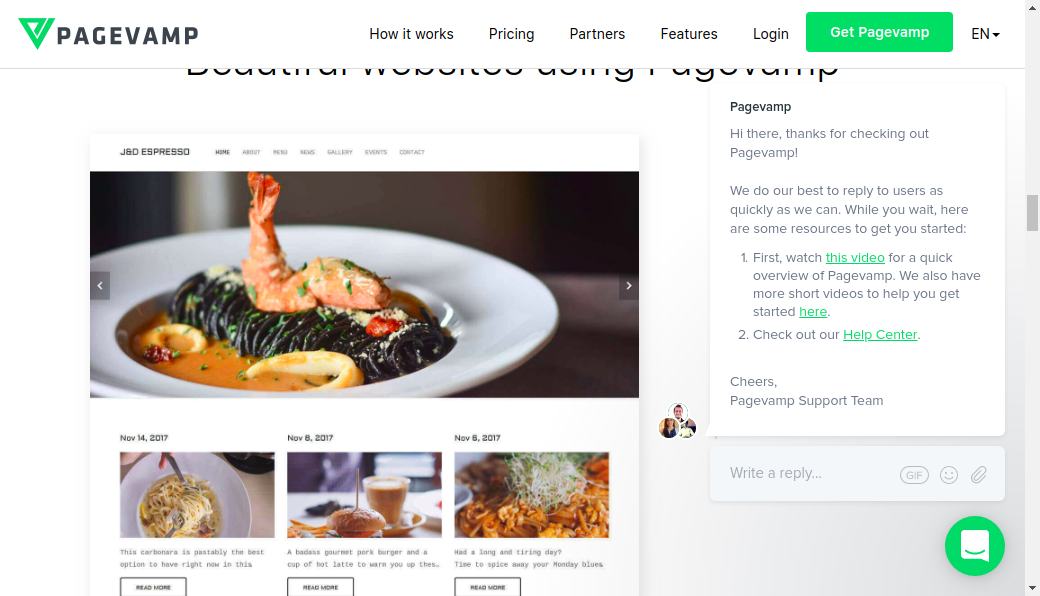 PAGEVAMP
How it works
Pricing
Partners
Features
Login
Get Pagevamp
EN
Beautiful websites using Pagevamp
Pagevamp
Hi there, thanks for checking out
Pagevamp!
We do our best to reply to users as
quickly as we can. While you wait, here
are some resources to get you started:
1. First, watch this video for a quick
overview of Pagevamp. We also have
more short videos to help you get
started here.
2. Check out our Help Center.
Cheers,
Pagevamp Support Team
Write a reply...
GIF
J&D ESPRESSO
HOME
ABOUT
MENU
NEWS
GALLERY
EVENTS
CONTACT
Nov 14, 2017
This carbonara is pastably the best
option to have right now in this
READ MORE
Nov 8, 2017
A badass gourmet pork burger and a
cup of hot latte to warm you up thes…
READ MORE
Nov 6, 2017
Had a long and tiring day?
Time to spice away your Monday blues
READ MORE